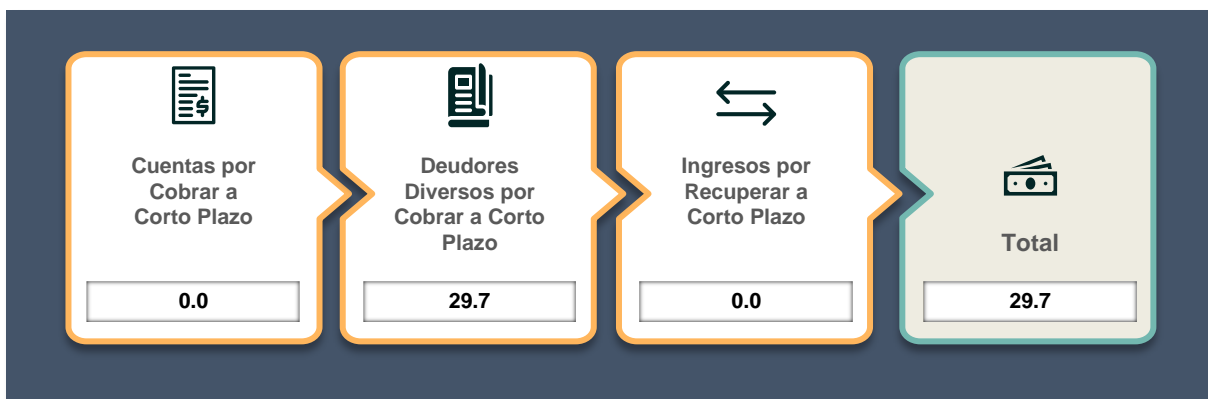 Cuentas por
Cobrar a
Corto Plazo
0.0
Deudores
Diversos por
Cobrar a Corto
Plazo
29.7
Ingresos por
Recuperar a
Corto Plazo
0.0
Total
29.7